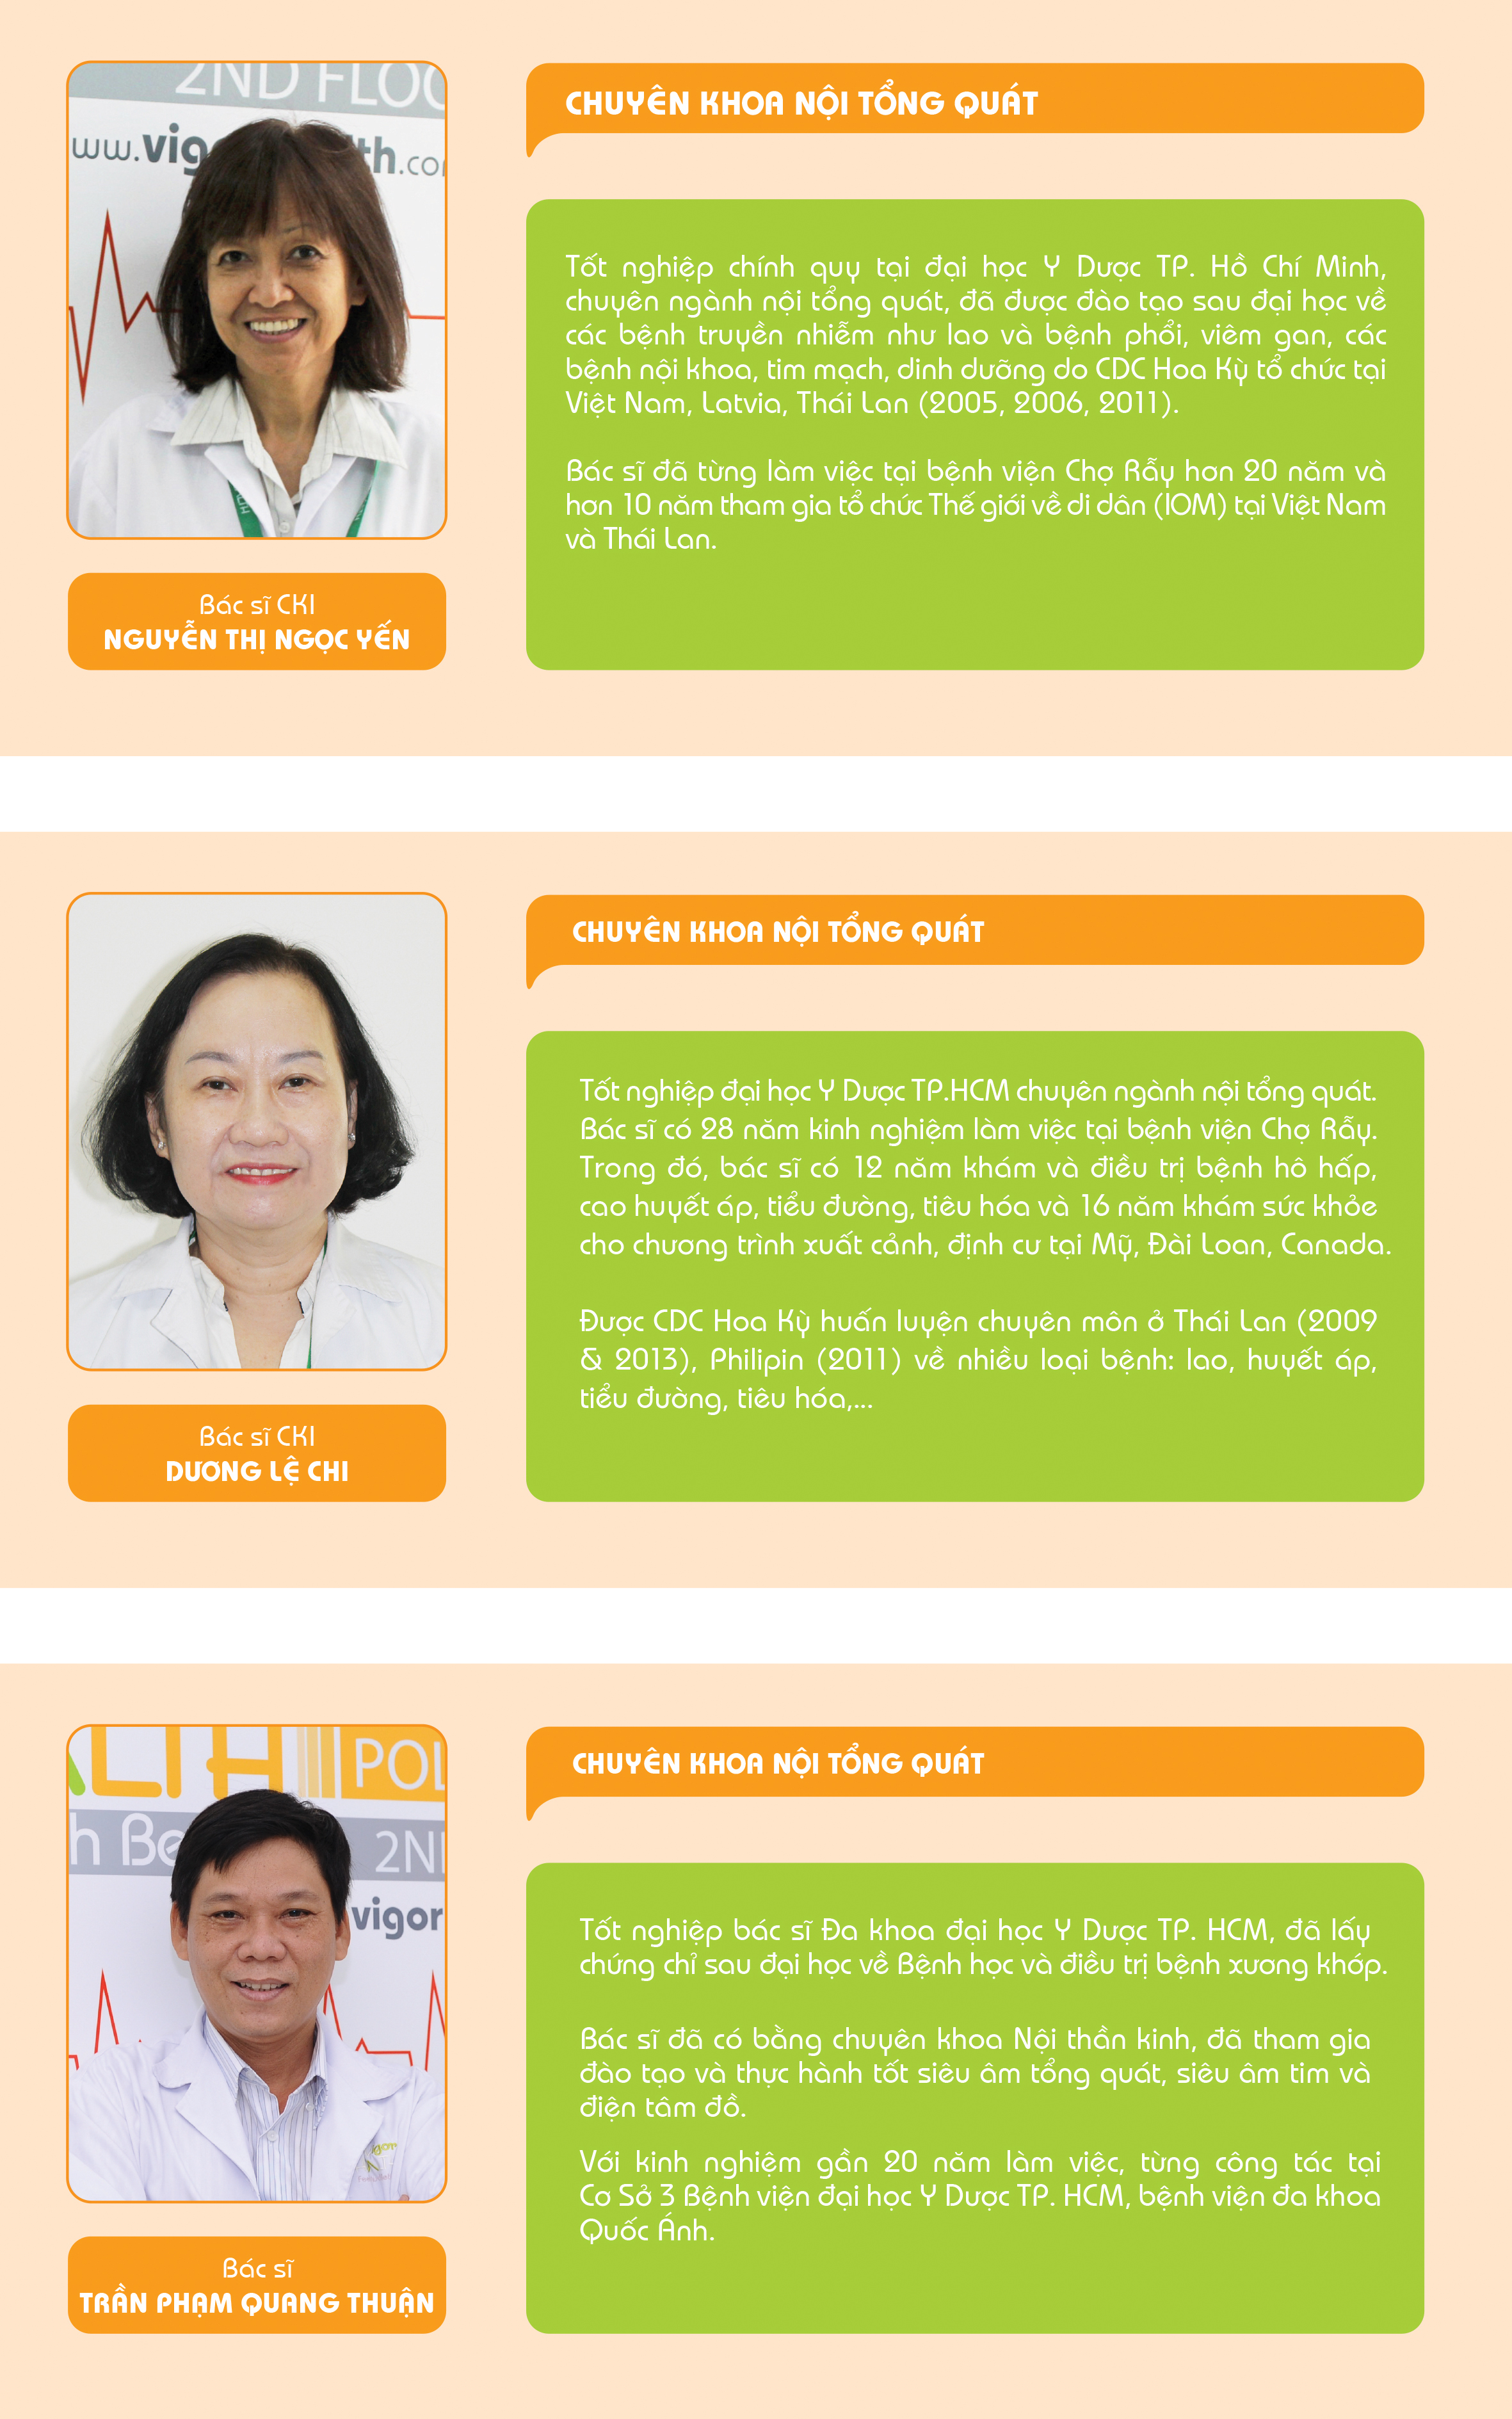 2ND FLOO
CHUYÊN KHOA NỘI TỔNG QUÁT
Tốt nghiệp chính quy tại đại học Y Dược TP. Hồ Chí Minh,
chuyên ngành nội tổng quát, đã được đào tạo sau đại học về
các bệnh truyền nhiễm như lao và bệnh phổi, viêm gan, các
bệnh nội khoa, tim mạch, dinh dưỡng do CDC Hoa Kỳ tổ chức tại
Việt Nam, Latvia, Thái Lan (2005, 2006, 2011).
Bác sĩ đã từng làm việc tại bệnh viện Chợ Rẫy hơn 20 năm và
hơn 10 năm tham gia tổ chức Thế giới về di dân (IOM) tại Việt Nam
và Thái Lan.
Bác sĩ CKI
NGUYỄN THỊ NGỌC YẾN
CHUYÊN KHOA NỘI TỔNG QUÁT
Tốt nghiệp đại học Y Dược TP.HCM chuyên ngành nội tổng quát.
Bác sĩ có 28 năm kinh nghiệm làm việc tại bệnh viện Chợ Rẫy.
Trong đó, bác sĩ có 12 năm khám và điều trị bệnh hô hấp,
cao huyết áp, tiểu đường, tiêu hóa và 16 năm khám sức khỏe
cho chương trình xuất cảnh, định cư tại Mỹ, Đài Loan, Canada.
Được CDC Hoa Kỳ huấn luyện chuyên môn ở Thái Lan (2009
& 2013), Philipin (2011) về nhiều loại bệnh: lao, huyết áp,
tiểu đường, tiêu hóa,...
Bác sĩ CKI
DƯƠNG LỆ CHI
POL
2N
vigor
CHUYÊN KHOA NỘI TỔNG QUÁT
Tốt nghiệp bác sĩ Đa khoa đại học Y Dược TP. HCM, đã lấy
chứng chỉ sau đại học về Bệnh học và điều trị bệnh xương khớp.
Bác sĩ đã có bằng chuyên khoa Nội thần kinh, đã tham gia
đào tạo và thực hành tốt siêu âm tổng quát, siêu âm tim và
điện tâm đồ.
Với kinh nghiệm gần 20 năm làm việc, từng công tác tại
Cơ Sở 3 Bệnh viện đại học Y Dược TP. HCM, bệnh viện đa khoa
Quốc Ánh.
Bác sĩ
TRẦN PHẠM QUANG THUẬN